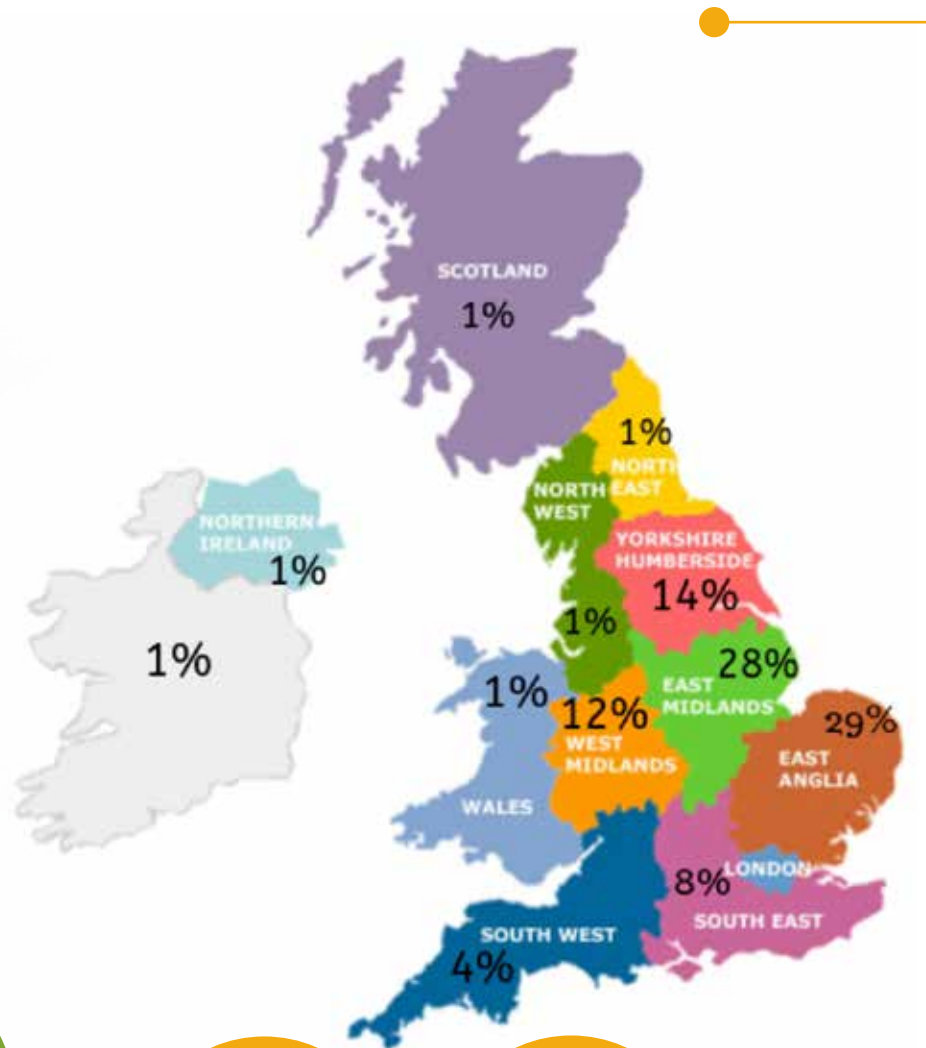 SCOTLAND
1%
1%
NORTH
EAST
NORTH
WEST
NORTHERN
IRELAND
1%
YORKSHIRE
HUMBERSIDE
14%
1%
1%
28%
EAST
MIDLANDS
1%
12%
WEST
MIDLANDS
29%
EAST
ANGLIA
WALES
LONDON
8%
SOUTH EAST
SOUTH WEST
4%